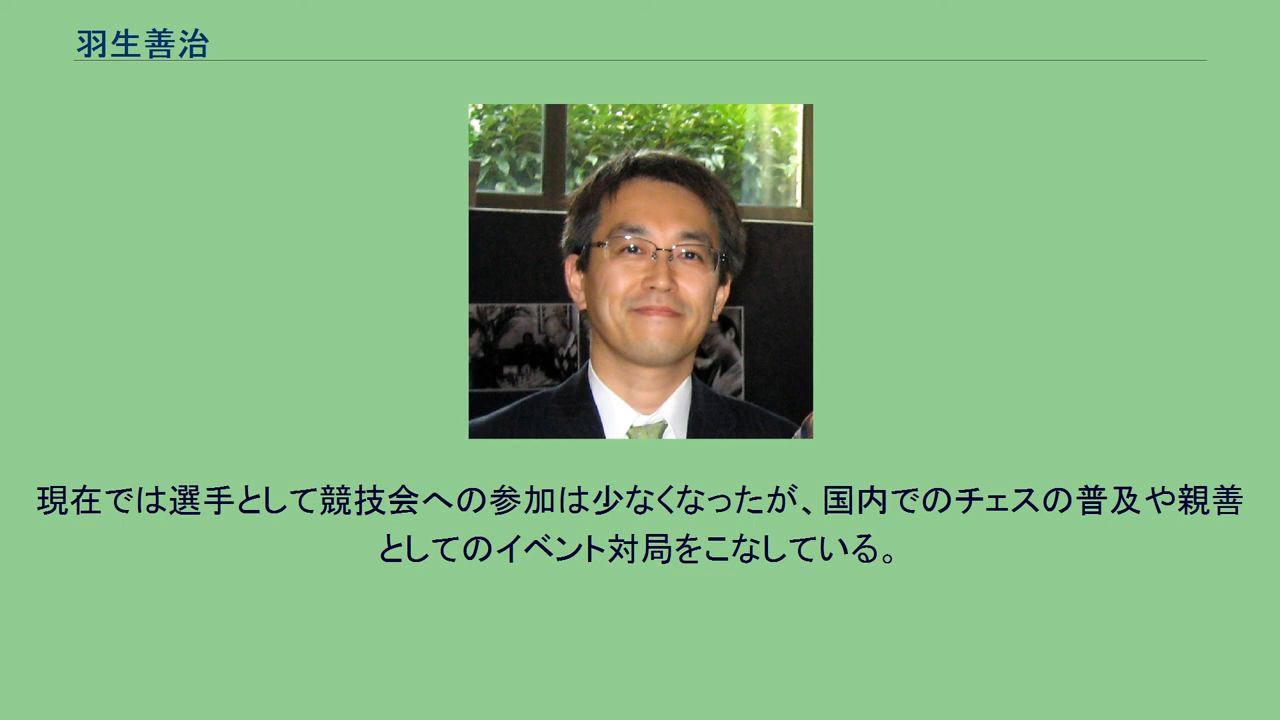 羽生善治
現在では選手として競技会への参加は少なくなったが、国内でのチェスの普及や親善
としてのイベント対局をこなしている。